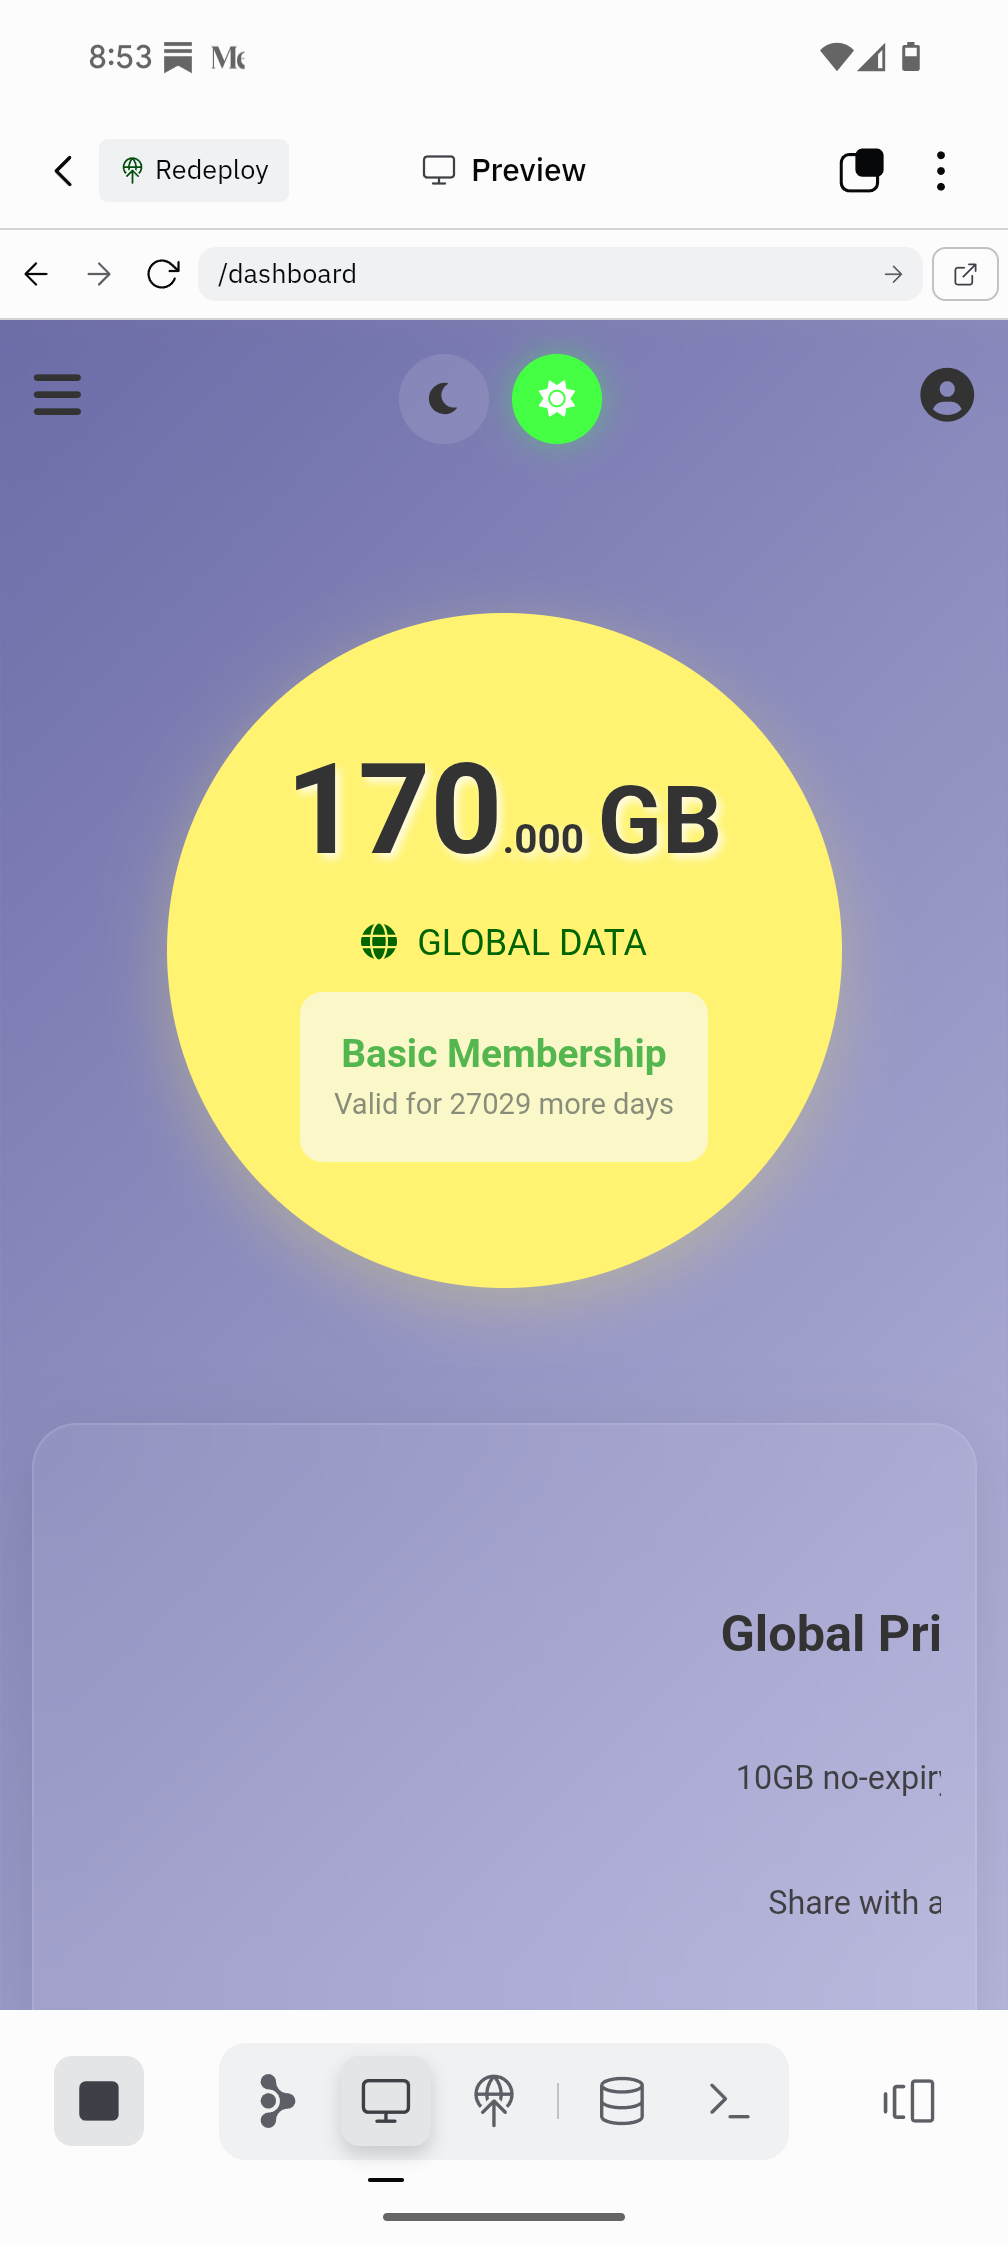 8:53
Redeploy
Preview
/dashboard
170.000 GB
GLOBAL DATA
Basic Membership
Valid for 27029 more days
Global Pri
10GB no-expiry
Share with a